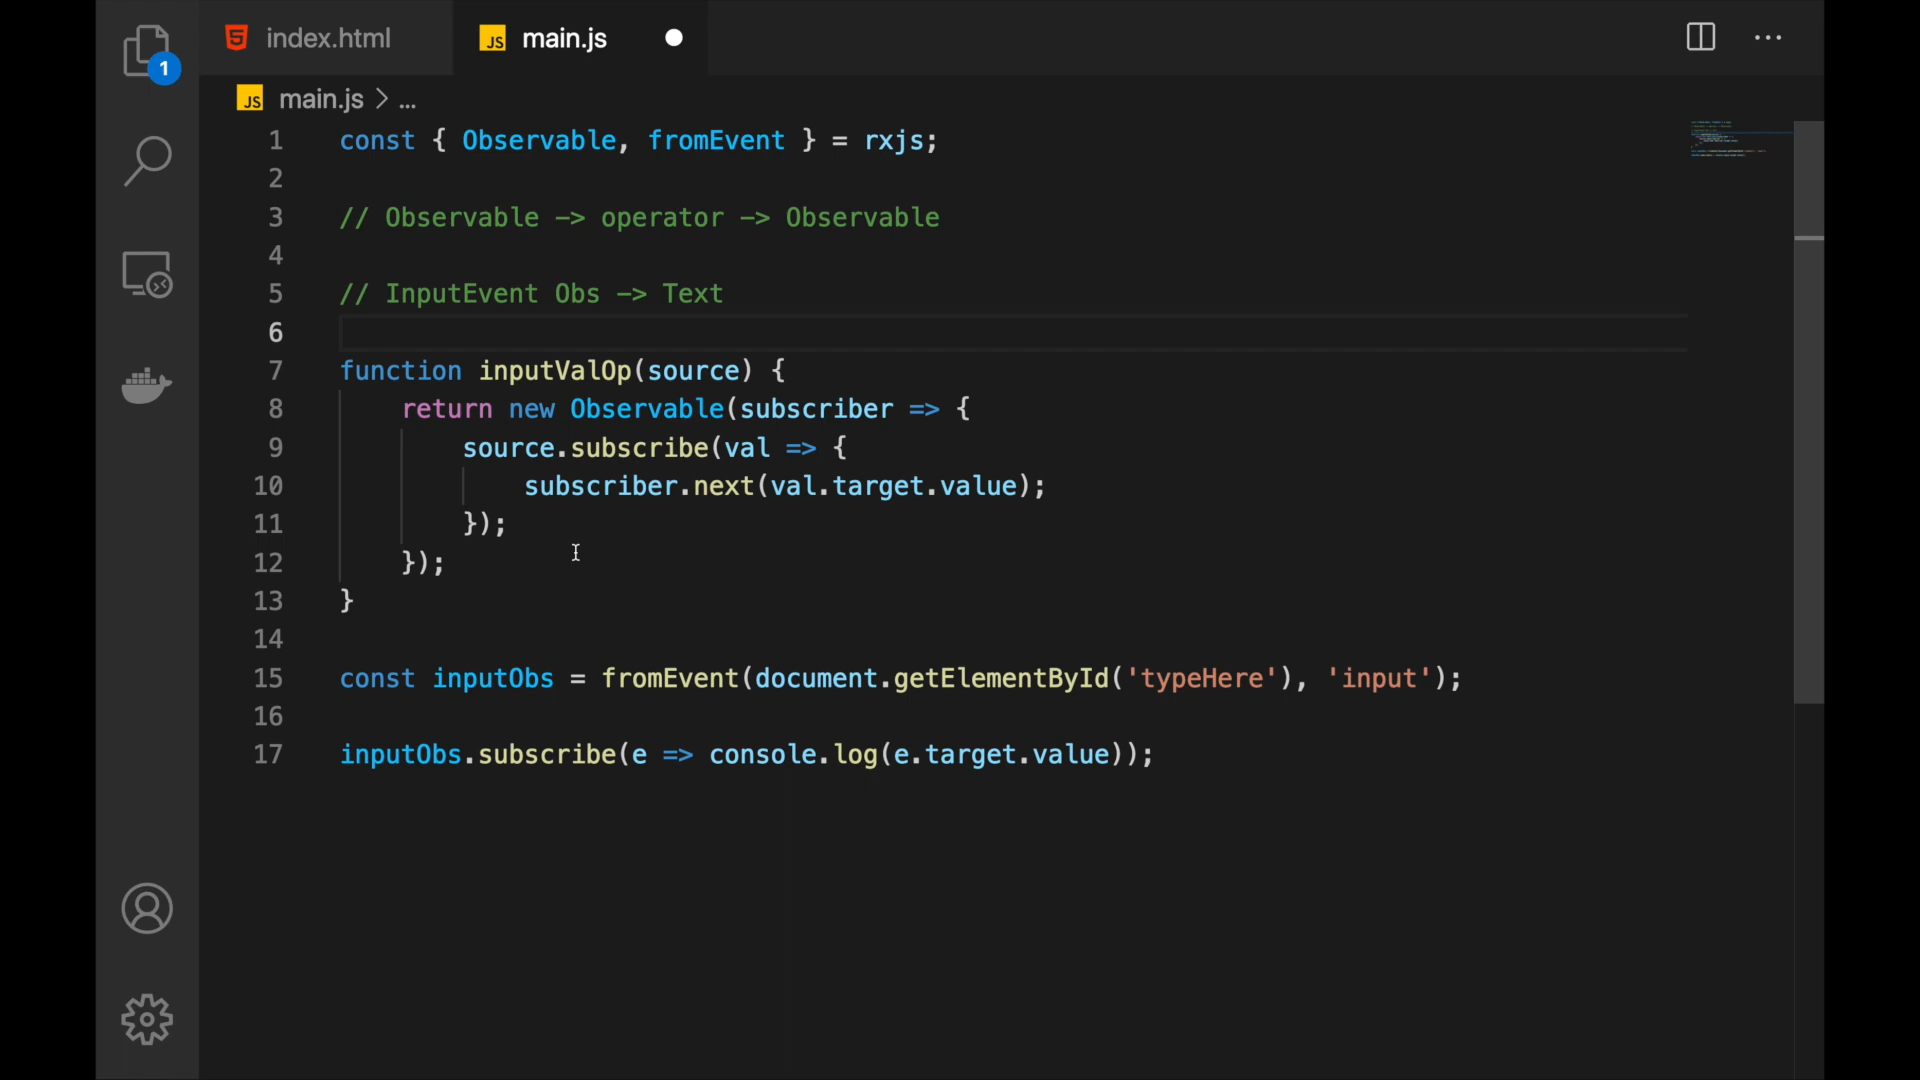 index.html
JS main.js
1
JS main.js > ...
1 const { Observable, fromEvent } = rxjs;
2
3 // Observable -> operator -> Observable
4
5 // InputEvent Obs -> Text
6
7 function inputValOp(source) {
8 return new Observable(subscriber => {
9 source.subscribe(val => {
10 subscriber.next(val.target.value);
11 });
12 });
13 }
14
15 const inputObs = fromEvent(document.getElementById('typeHere'), 'input');
16
17 inputObs.subscribe(e => console.log(e.target.value));